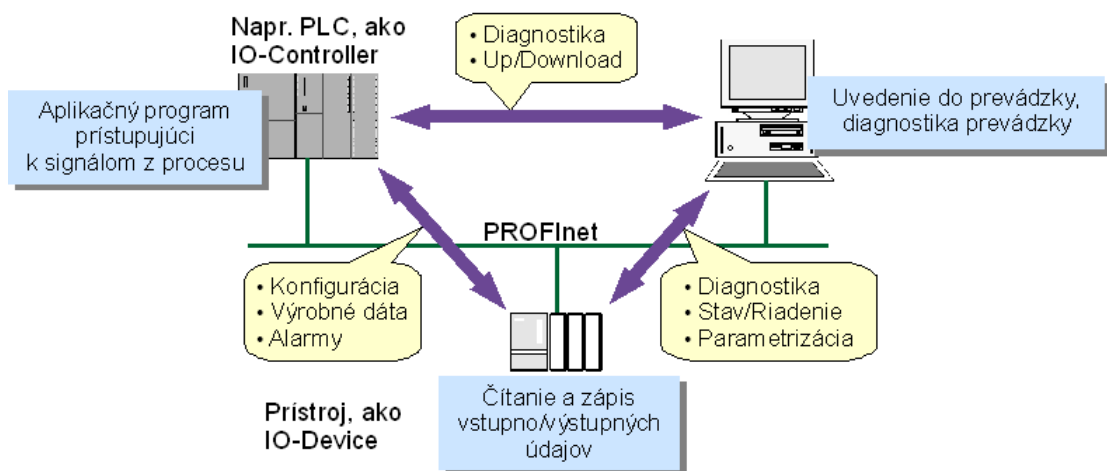 Napr. PLC, ako
IO-Controller
• Diagnostika
• Up/Download
Aplikačný program
prístupujúci
k signálom z procesu
Uvedenie do prevádzky,
diagnostika prevádzky
PROFInet
• Konfigurácia
• Výrobné dáta
• Alarmy
• Diagnostika
• Stav/Riadenie
• Parametrizácia
Prístroj, ako
IO-Device
Čítanie a zápis
vstupno/výstupných
údajov